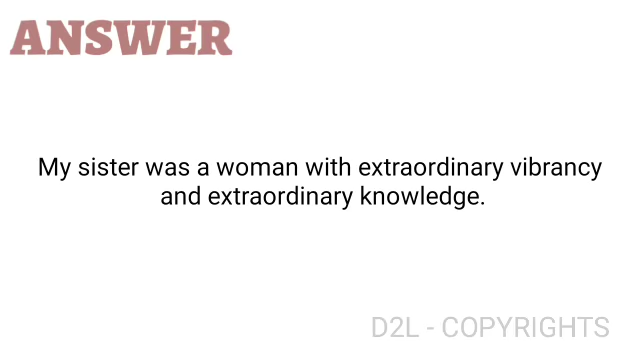 ANSWER
My sister was a woman with extraordinary vibrancy
and extraordinary knowledge.
D2L - COPYRIGHTS